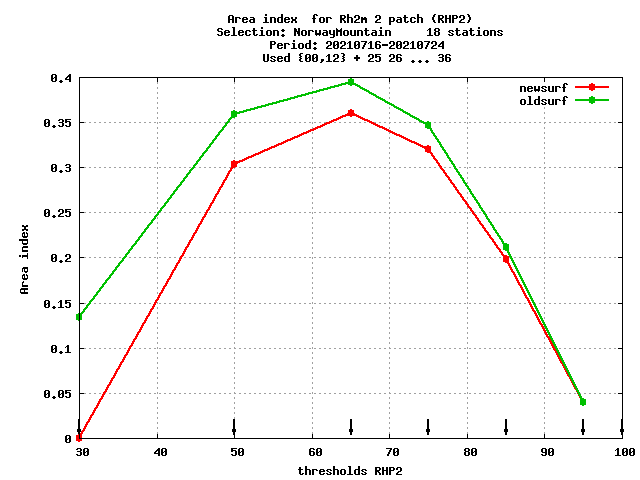 Area index  for Rh2m 2 patch (RHP2)
Selection: NorwayMountain     18 stations
Period: 20210716-20210724
Used {00,12} + 25 26 ... 36
newsurf
oldsurf
0.4
0.35
0.3
0.25
0.2
0.15
0.1
0.05
0
Area index
30 40 50 60 70 80 90 100
thresholds RHP2